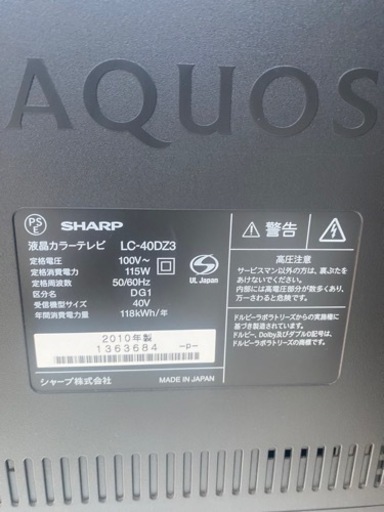 AQUOS
PS
E
SHARP
液晶カラーテレビ LC-40DZ3
定格電圧 100V~
定格消費電力 115W
定格周波数 50/60Hz
区分名 DG1
受信機型サイズ 40V
年間消費電力量 118kWh/年
UL Japan
2010年製
1363684 -P-
シャープ株式会社 MADE IN JAPAN
警告
高圧注意
サービスマン以外の方は、裏ぶたを
あけないでください。
内部には高電圧部分が数多くあり、
万一さわると危険です。
ドルビーラボラトリーズからの実施権に
基づき製造されています。
ドルビー、Dolby及びダブルD記号は、
ドルビーラボラトリーズの商標です。